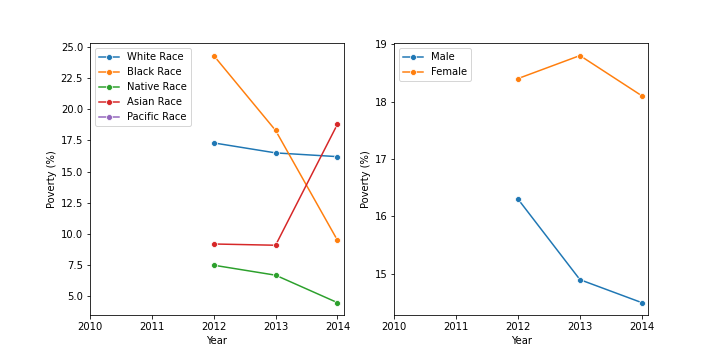 White Race
Black Race
Native Race
Asian Race
Pacific Race
25.0
22.5
20.0
17.5
15.0
12.5
10.0
7.5
5.0
Poverty (%)
2010 2011 2012 2013 2014
Year
Male
Female
19
18
17
16
15
Poverty (%)
2010 2011 2012 2013 2014
Year